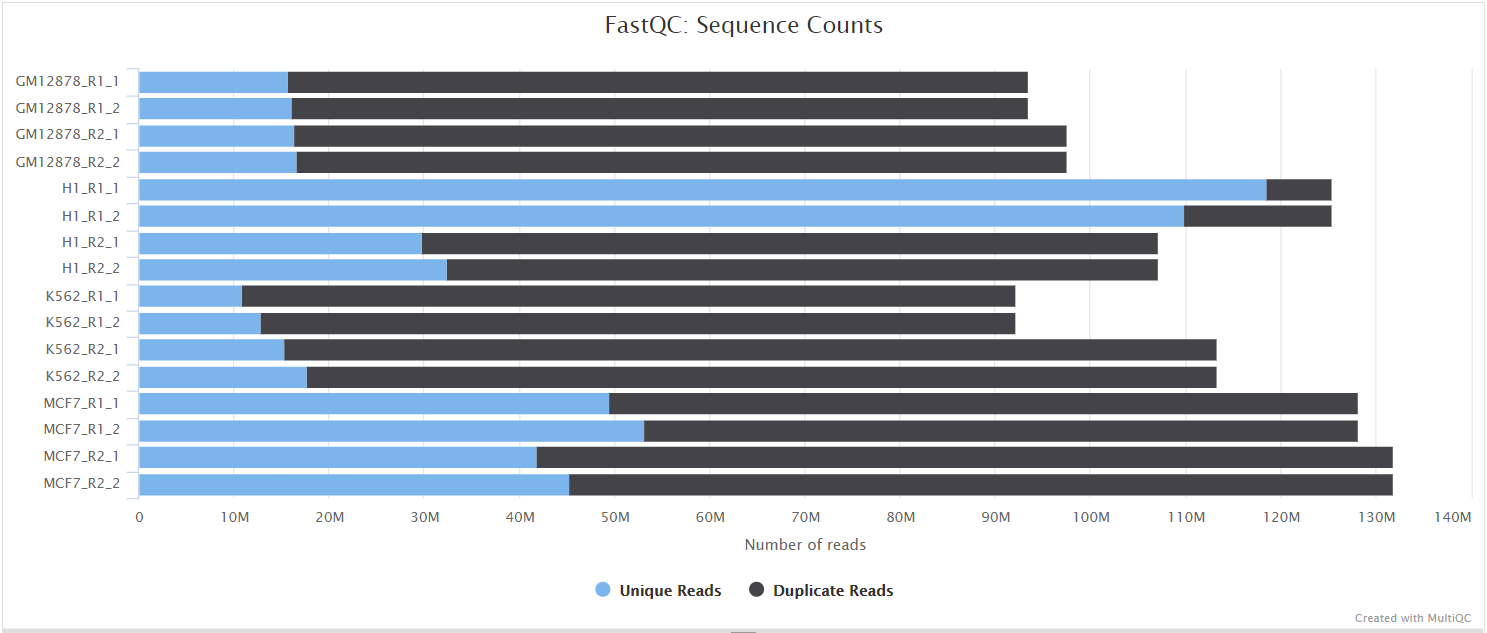 FastQC: Sequence Counts
GM12878_R1_1
GM12878_R1_2
GM12878_R2_1
GM12878_R2_2
H1_R1_1
H1_R1_2
H1_R2_1
H1_R2_2
K562_R1_1
K562_R1_2
K562_R2_1
K562_R2_2
MCF7_R1_1
MCF7_R1_2
MCF7_R2_1
MCF7_R2_2
0 10M 20M 30M 40M 50M 60M 70M 80M 90M 100M 110M 120M 130M 140M
Number of reads
Unique Reads Duplicate Reads
Created with MultiQC